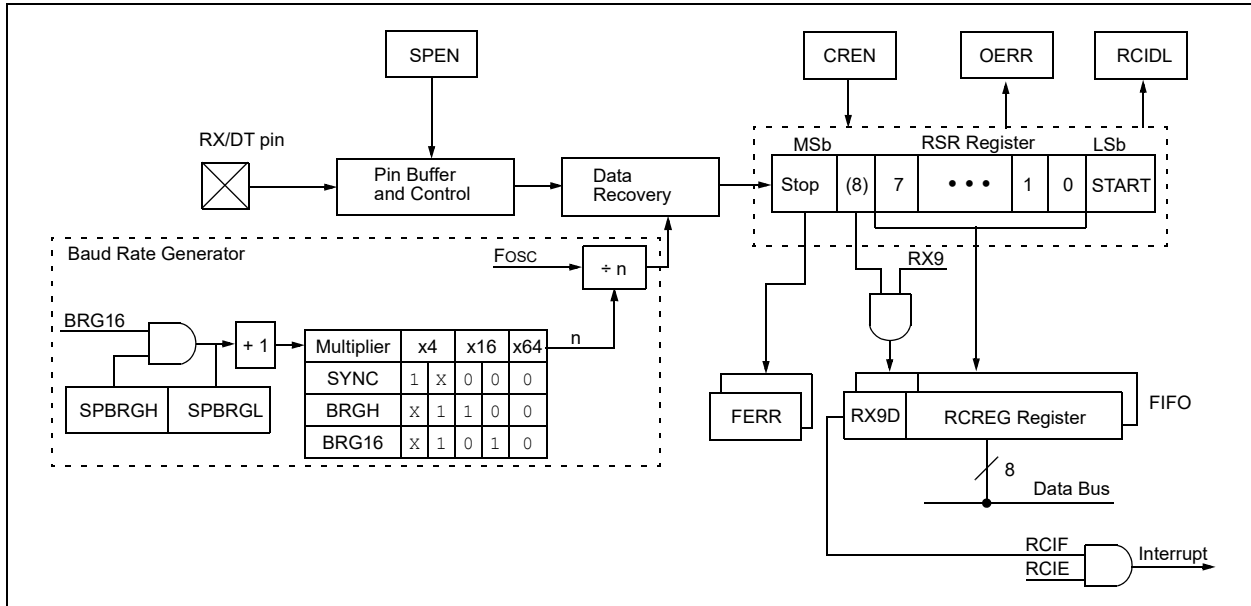 SPEN
CREN
OERR
RCIDL
RX/DT pin
MSb
RSR Register
LSb
Pin Buffer
and Control
Data
Recovery
Stop
(8)
7
• • •
1
0
START
Baud Rate Generator
FOSC
÷ n
RX9
BRG16
+ 1
n
Multiplier x4 x16 x64
SYNC 1 X 0 0 0
BRGH X 1 1 0 0
BRG16 X 1 0 1 0
SPBRGH
SPBRGL
FERR
RX9D
RCREG Register
FIFO
8
Data Bus
RCIF
RCIE
Interrupt